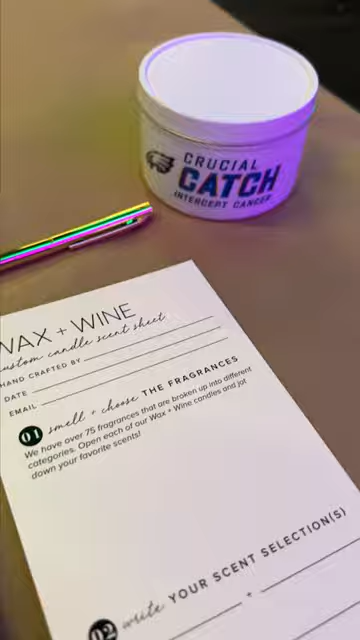 CRUCIAL
CATCH
INTERCEPT CANCER
WAX + WINE
custom candle scent sheet
HAND CRAFTED BY
DATE
EMAIL
01 smell + choose THE FRAGRANCES
We have over 75 fragrances that are broken up into different
categories. Open each of our Wax + Wine candles and jot
down your favorite scents!
02 write YOUR SCENT SELECTION(S)
+